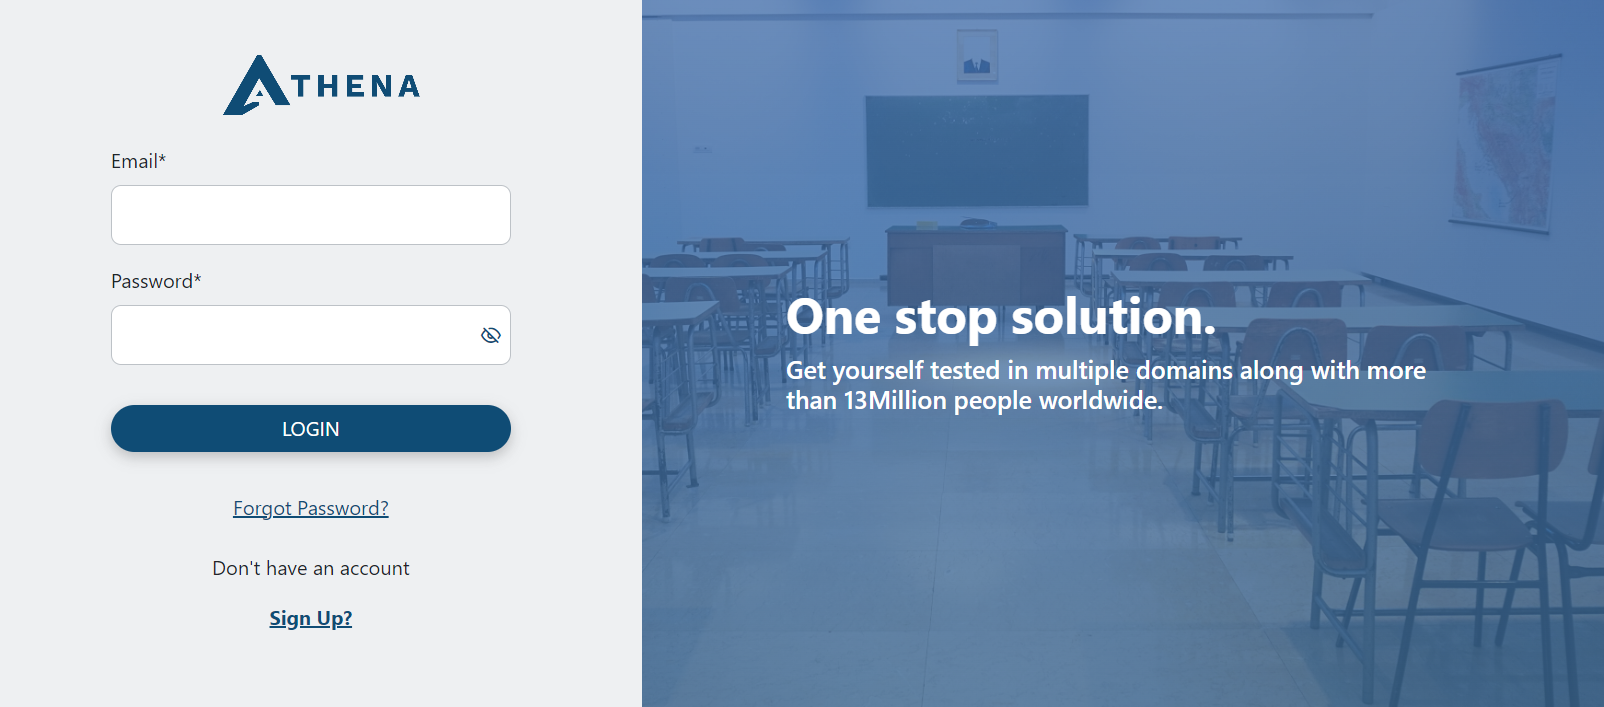 ATHENA
Email*
Password*
LOGIN
Forgot Password?
Don't have an account
Sign Up?
One stop solution.
Get yourself tested in multiple domains along with more
than 13Million people worldwide.